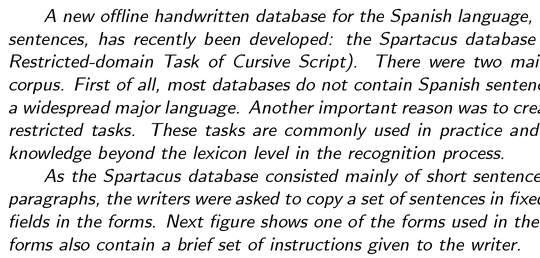 A new offline handwritten database for the Spanish language,
sentences, has recently been developed: the Spartacus database
Restricted-domain Task of Cursive Script). There were two
corpus. First of all, most databases do not contain Spanish
a widespread major language. Another important reason was to
restricted tasks. These tasks are commonly used in practice and
knowledge beyond the lexicon level in the recognition process.
As the Spartacus database consisted mainly of short
paragraphs, the writers were asked to copy a set of sentences in
fields in the forms. Next figure shows one of the forms used in the
forms also contain a brief set of instructions given to the writer.